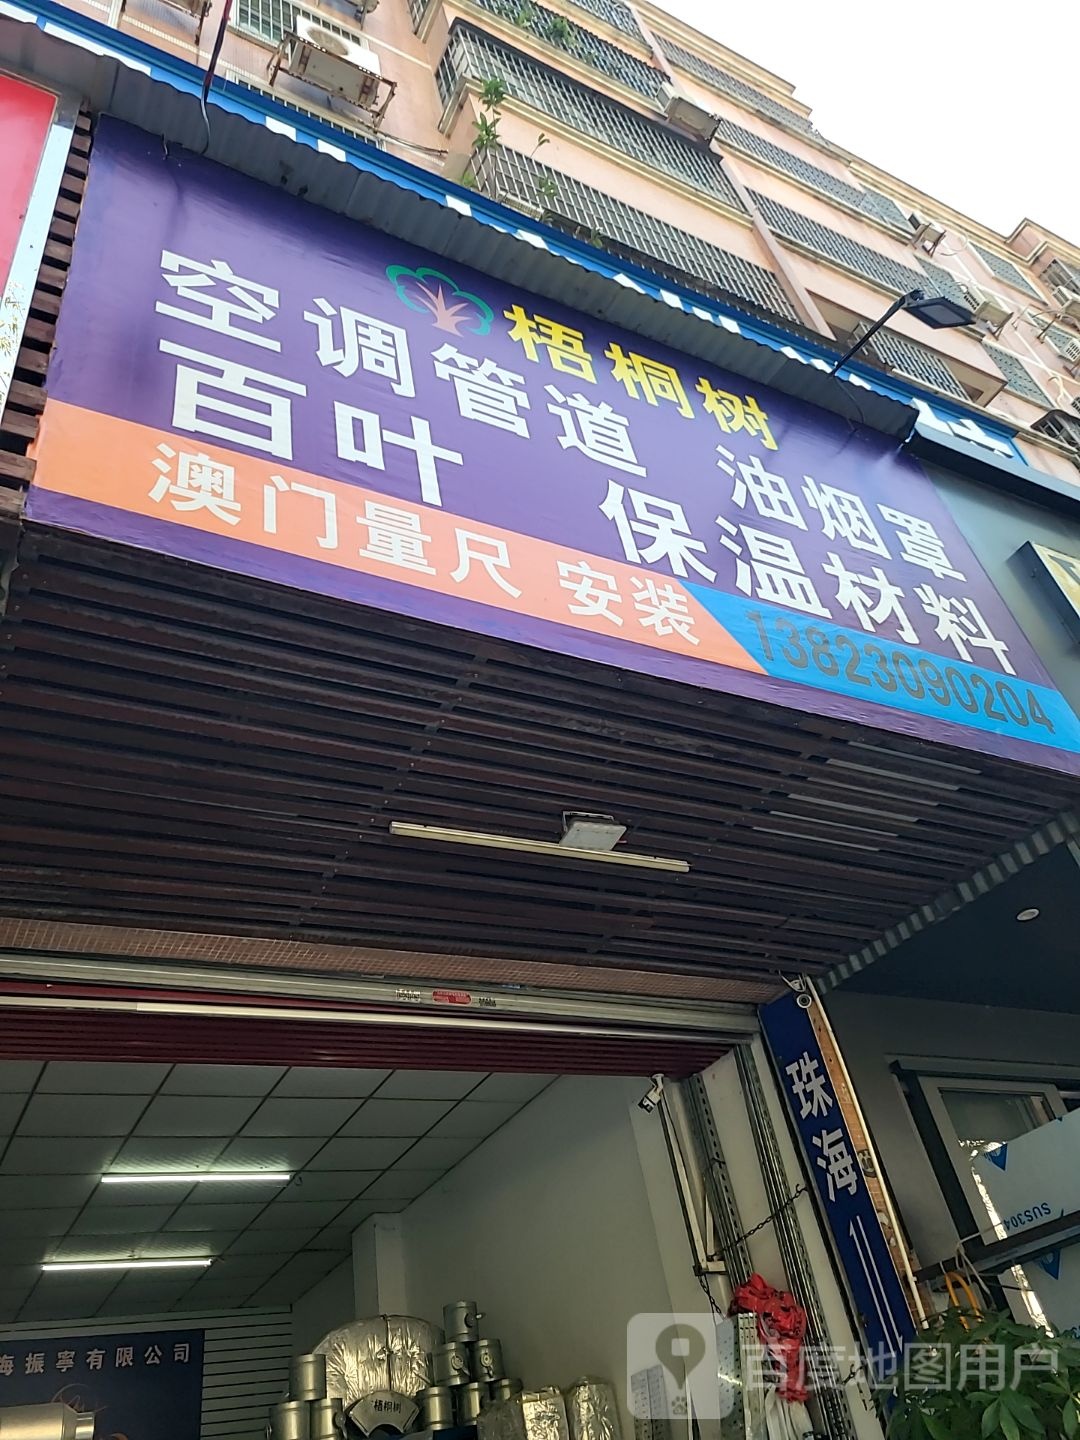 梧桐树
空调管道 油烟罩
百叶 保温材料
澳门量尺 安装
13823090204
珠海
海振寧有限公司
梧桐树
SUS304
百度地图用户